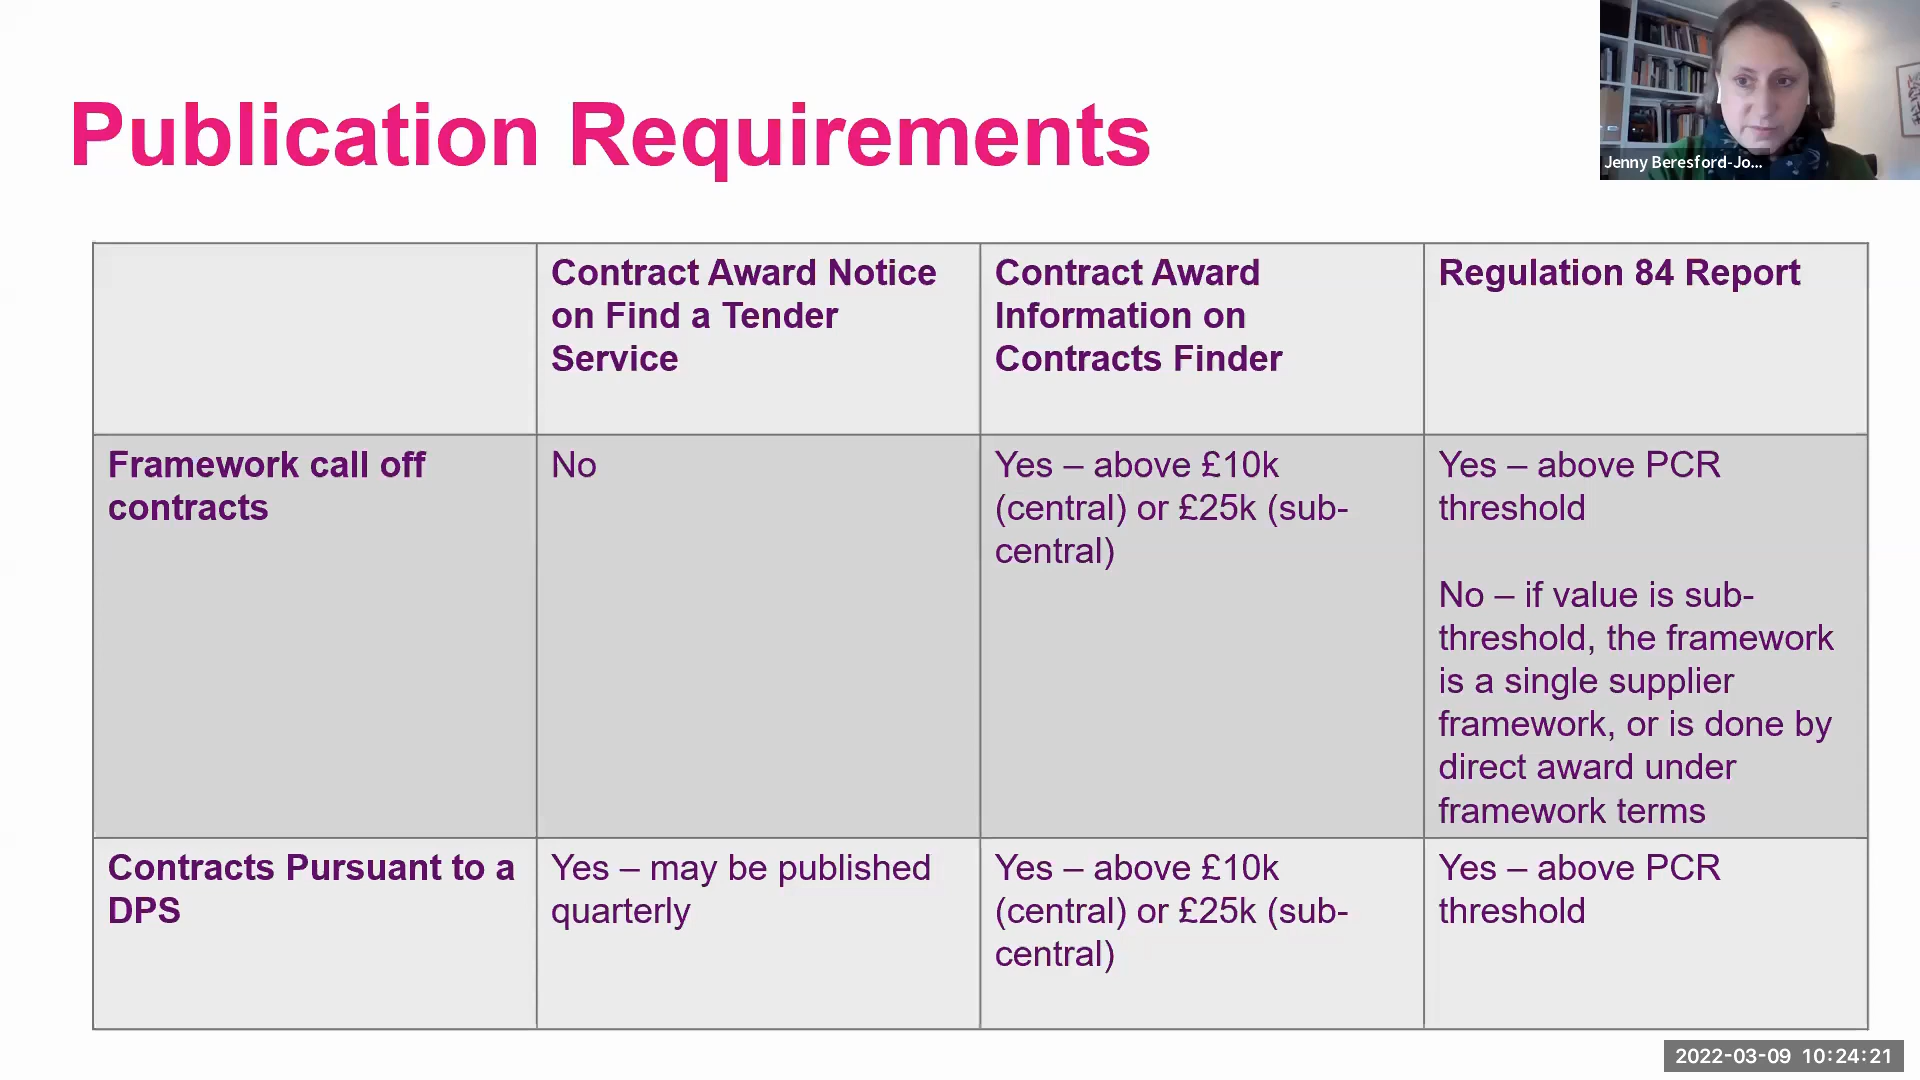 Publication Requirements
Jenny Beresford-Jo...
Contract Award Notice
on Find a Tender
Service
Contract Award
Information on
Contracts Finder
Regulation 84 Report
Framework call off
contracts
No
Yes – above £10k
(central) or £25k (sub-
central)
Yes – above PCR
threshold
No – if value is sub-
threshold, the framework
is a single supplier
framework, or is done by
direct award under
framework terms
Contracts Pursuant to a
DPS
Yes – may be published
quarterly
Yes – above £10k
(central) or £25k (sub-
central)
Yes – above PCR
threshold
2022-03-09 10:24:21